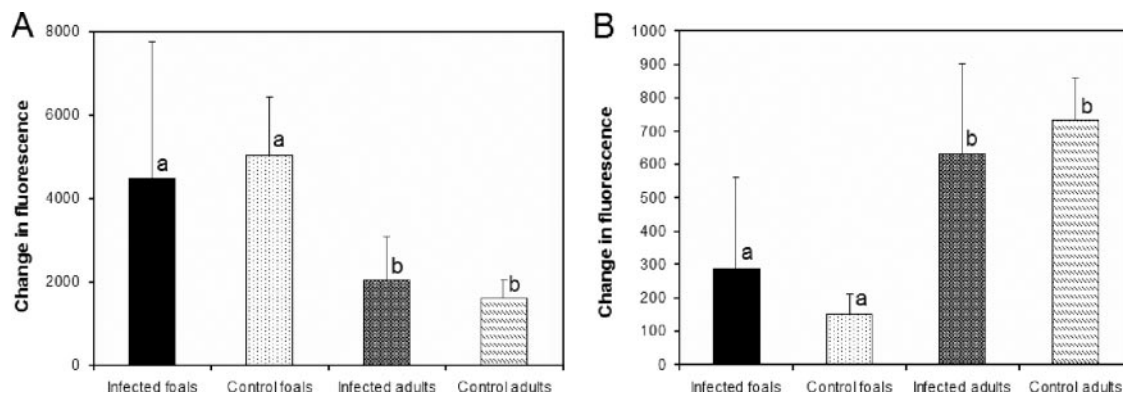 A
8000
6000
4000
2000
0
Change in fluorescence
a
a
b
b
Infected foals Control foals Infected adults Control adults
B
1000
900
800
700
600
500
400
300
200
100
0
Change in fluorescence
a
a
b
b
Infected foals Control foals Infected adults Control adults